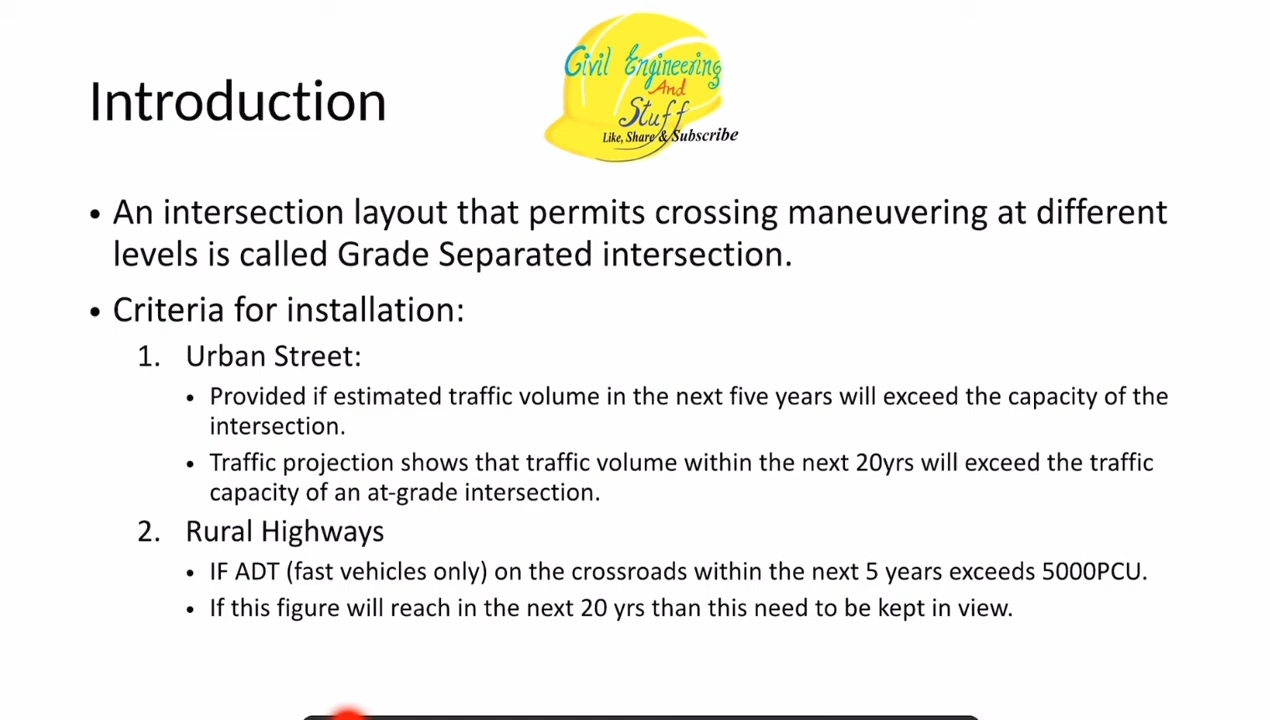 Civil Engineering
And
Stuff
Like, Share & Subscribe
Introduction
• An intersection layout that permits crossing maneuvering at different
levels is called Grade Separated intersection.
• Criteria for installation:
1. Urban Street:
• Provided if estimated traffic volume in the next five years will exceed the capacity of the
intersection.
• Traffic projection shows that traffic volume within the next 20yrs will exceed the traffic
capacity of an at-grade intersection.
2. Rural Highways
• IF ADT (fast vehicles only) on the crossroads within the next 5 years exceeds 5000PCU.
• If this figure will reach in the next 20 yrs than this need to be kept in view.